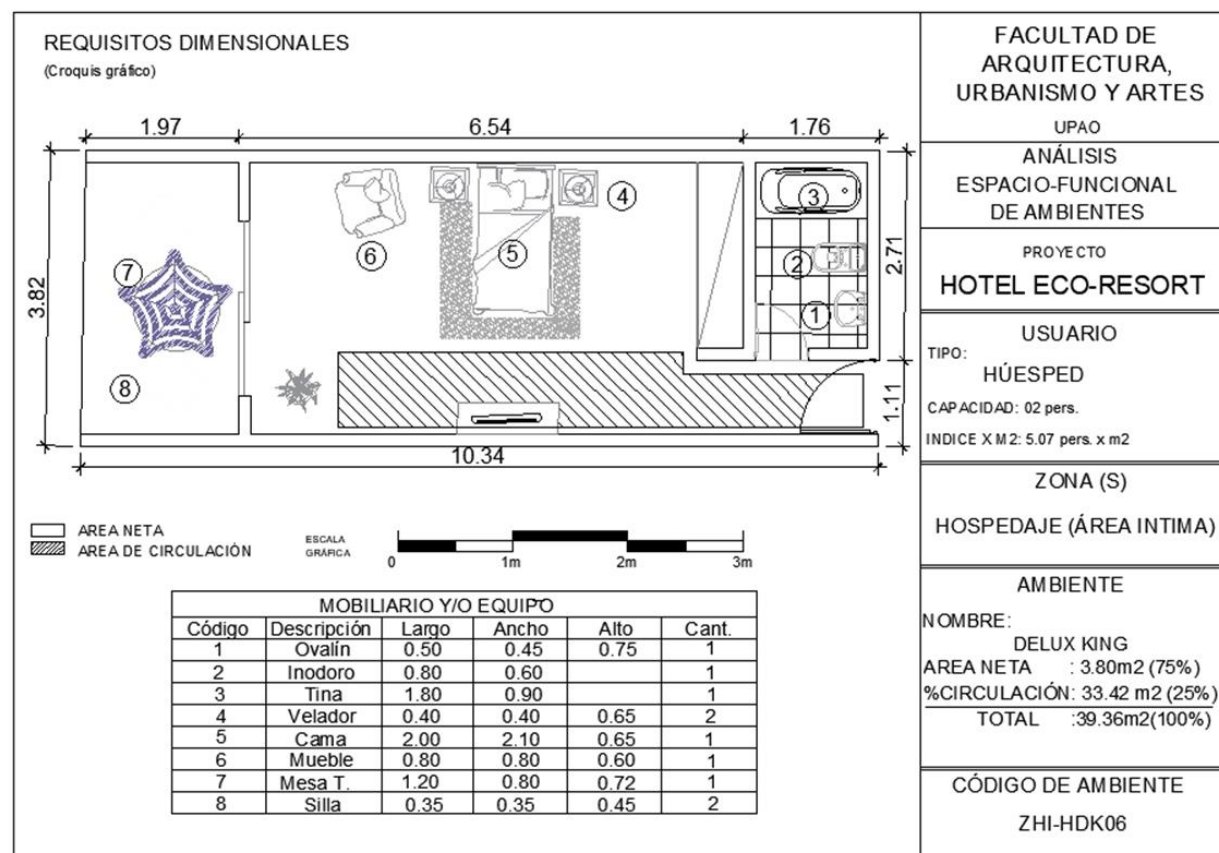 REQUISITOS DIMENSIONALES
(Croquis gráfico)
1.97 6.54 1.76
3.82
2.71
1.11
10.34
1
2
3
4
5
6
7
8
AREA NETA
AREA DE CIRCULACIÓN
ESCALA
GRÁFICA
0 1m 2m 3m
MOBILIARIO Y/O EQUIPO
Código Descripción Largo Ancho Alto Cant.
1 Ovalín 0.50 0.45 0.75 1
2 Inodoro 0.80 0.60 1
3 Tina 1.80 0.90 1
4 Velador 0.40 0.40 0.65 2
5 Cama 2.00 2.10 0.65 1
6 Mueble 0.80 0.80 0.60 1
7 Mesa T. 1.20 0.80 0.72 1
8 Silla 0.35 0.35 0.45 2
FACULTAD DE
ARQUITECTURA,
URBANISMO Y ARTES
UPAO
ANÁLISIS
ESPACIO-FUNCIONAL
DE AMBIENTES
PROYECTO
HOTEL ECO-RESORT
USUARIO
TIPO:
HÚESPED
CAPACIDAD: 02 pers.
INDICE X M2: 5.07 pers. x m2
ZONA (S)
HOSPEDAJE (ÁREA INTIMA)
AMBIENTE
NOMBRE:
DELUX KING
AREA NETA : 3.80m2 (75%)
%CIRCULACIÓN: 33.42 m2 (25%)
TOTAL :39.36m2(100%)
CÓDIGO DE AMBIENTE
ZHI-HDK06